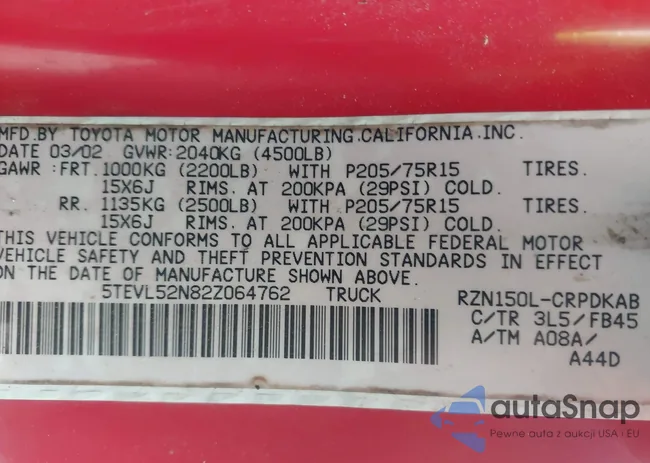 MFD.BY TOYOTA MOTOR MANUFACTURING.CALIFORNIA.INC.
DATE 03/02 GVWR:2040KG (4500LB)
GAWR:FRT.1000KG (2200LB) WITH P205/75R15 TIRES.
15X6J RIMS. AT 200KPA (29PSI) COLD.
RR. 1135KG (2500LB) WITH P205/75R15 TIRES.
15X6J RIMS. AT 200KPA (29PSI) COLD.
THIS VEHICLE CONFORMS TO ALL APPLICABLE FEDERAL MOTOR
VEHICLE SAFETY AND THEFT PREVENTION STANDARDS IN EFFECT
ON THE DATE OF MANUFACTURE SHOWN ABOVE.
5TEVL52N82Z064762 TRUCK RZN150L-CRPDKAB
C/TR 3L5/FB45
A/TM A08A/
A44D
autoSnap
Pewne auta z aukcji USA i EU